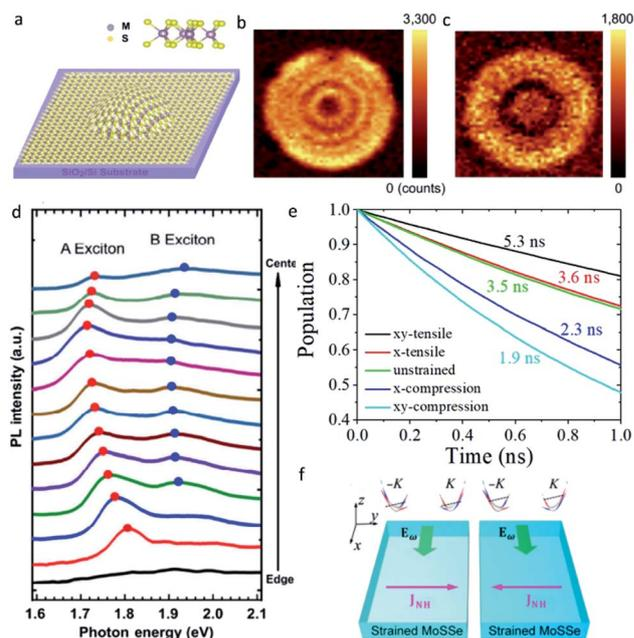 a
M
S
SiO₂/Si Substrate
b
3,300
0 (counts)
c
1,800
0
d
A Exciton
B Exciton
Cente
Edge
PL intensity (a.u.)
1.6 1.7 1.8 1.9 2.0 2.1
Photon energy (eV)
e
1.0
0.9
0.8
0.7
0.6
0.5
0.4
Population
5.3 ns
3.6 ns
3.5 ns
2.3 ns
1.9 ns
xy-tensile
x-tensile
unstrained
x-compression
xy-compression
0.0 0.2 0.4 0.6 0.8 1.0
Time (ns)
f
−K K −K K
z
y
x
Eω Eω
JNH JNH
Strained MoSSe Strained MoSSe